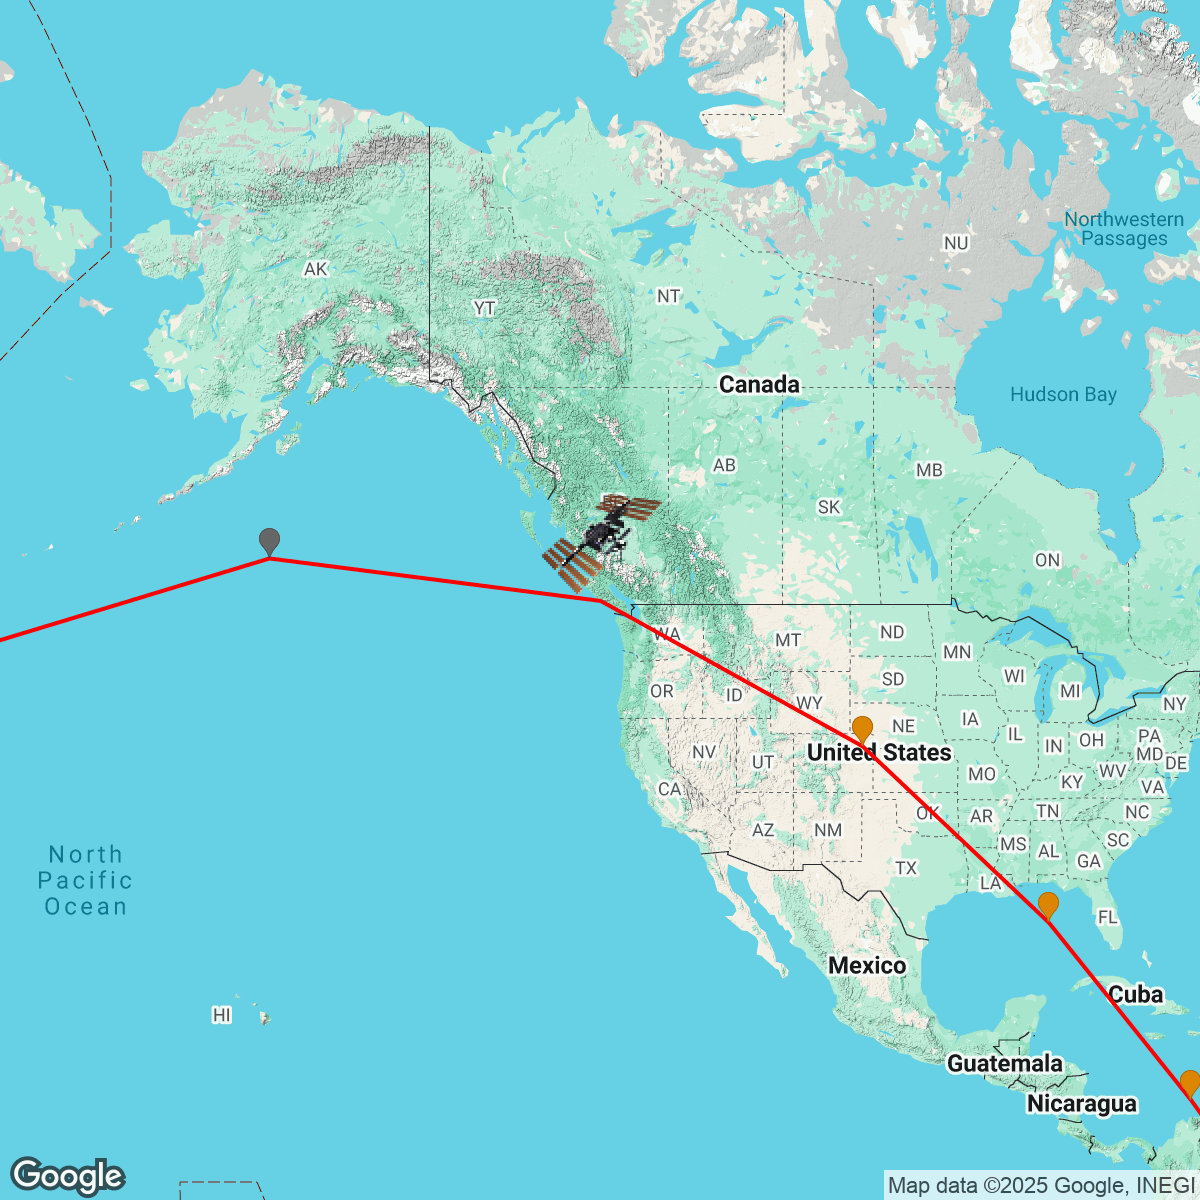 Northwestern
Passages
NU
AK
NT
YT
Canada
Hudson Bay
AB
MB
SK
ON
WA
MT
ND
MN
OR
ID
SD
WI
MI
WY
NE
IA
NY
NV
UT
United States
IL
IN
OH
PA
MD
DE
CA
MO
KY
WV
VA
AZ
NM
OK
AR
TN
NC
MS
AL
SC
GA
TX
LA
FL
North
Pacific
Ocean
Mexico
Cuba
HI
Guatemala
Nicaragua
Google
Map data ©2025 Google, INEGI